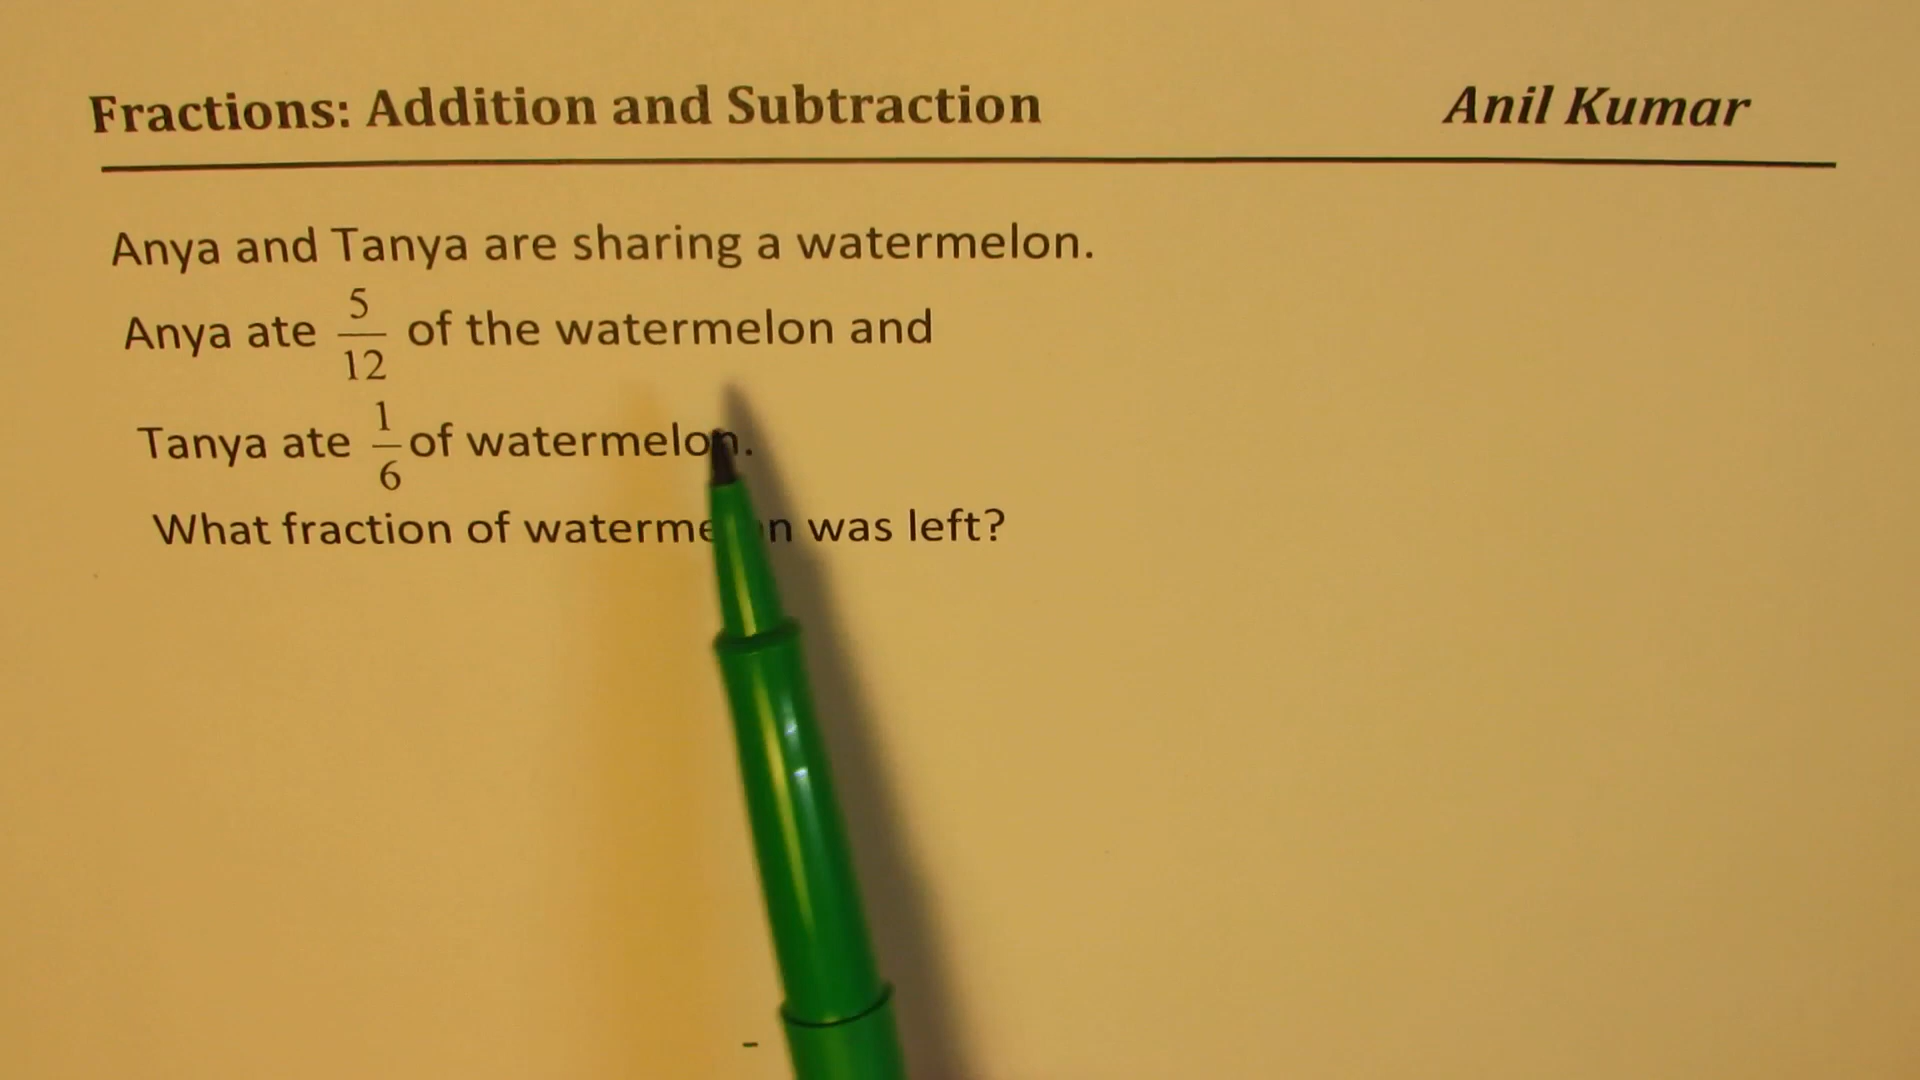 Fractions: Addition and Subtraction Anil Kumar
Anya and Tanya are sharing a watermelon.
Anya ate 5/12 of the watermelon and
Tanya ate 1/6 of watermelon.
What fraction of watermelon was left?